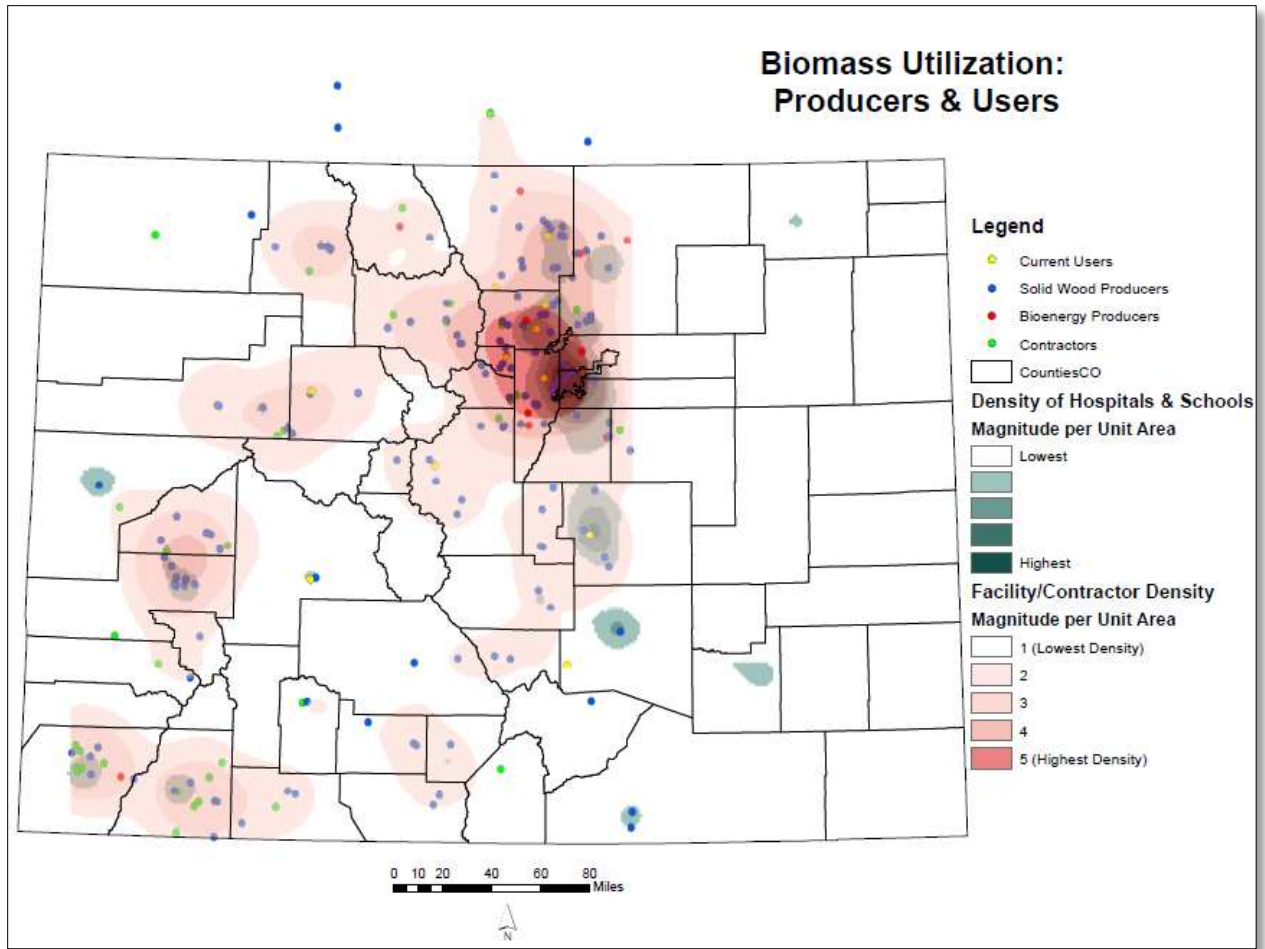 Biomass Utilization:
Producers & Users
Legend
Current Users
Solid Wood Producers
Bioenergy Producers
Contractors
CountiesCO
Density of Hospitals & Schools
Magnitude per Unit Area
Lowest
Highest
Facility/Contractor Density
Magnitude per Unit Area
1 (Lowest Density)
2
3
4
5 (Highest Density)
0 10 20 40 60 80
Miles
N